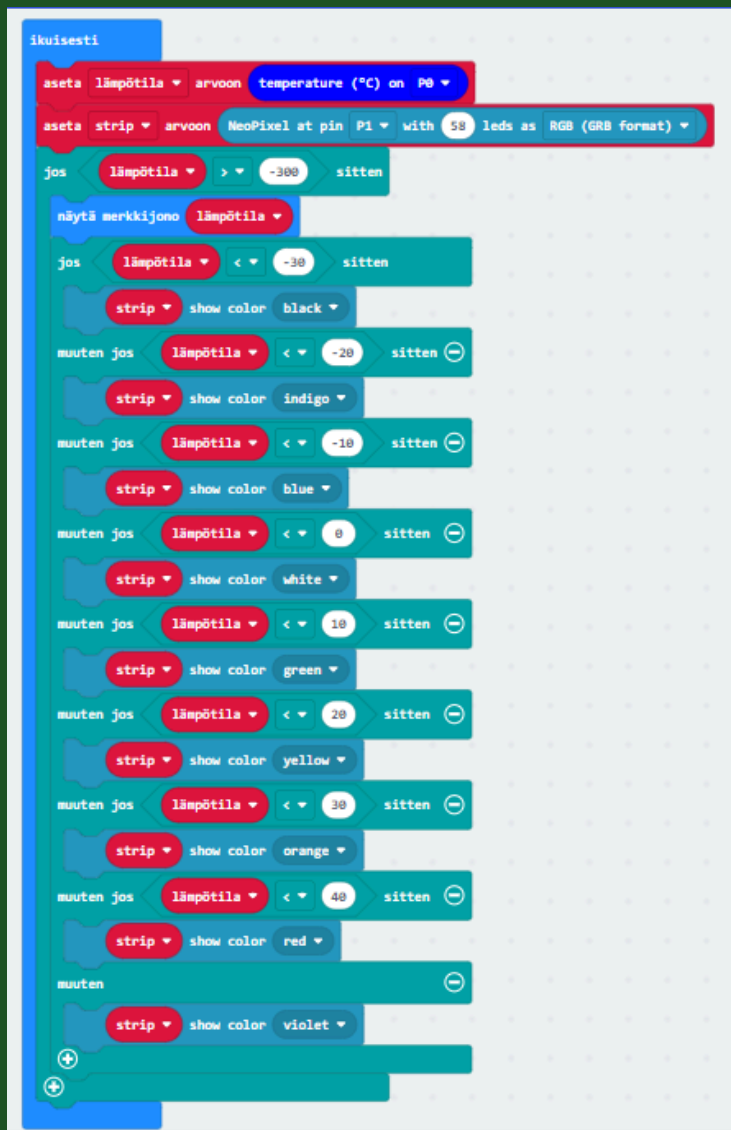 ikuisesti
aseta lämpötila arvoon temperature (°C) on P0
aseta strip arvoon NeoPixel at pin P1 with 58 leds as RGB (GRB format)
jos lämpötila > -300 sitten
näytä merkkijono lämpötila
jos lämpötila < -30 sitten
strip show color black
muuten jos lämpötila < -20 sitten
strip show color indigo
muuten jos lämpötila < -10 sitten
strip show color blue
muuten jos lämpötila < 0 sitten
strip show color white
muuten jos lämpötila < 10 sitten
strip show color green
muuten jos lämpötila < 20 sitten
strip show color yellow
muuten jos lämpötila < 30 sitten
strip show color orange
muuten jos lämpötila < 40 sitten
strip show color red
muuten
strip show color violet